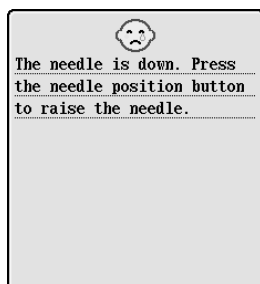 The needle is down. Press
the needle position button
to raise the needle.